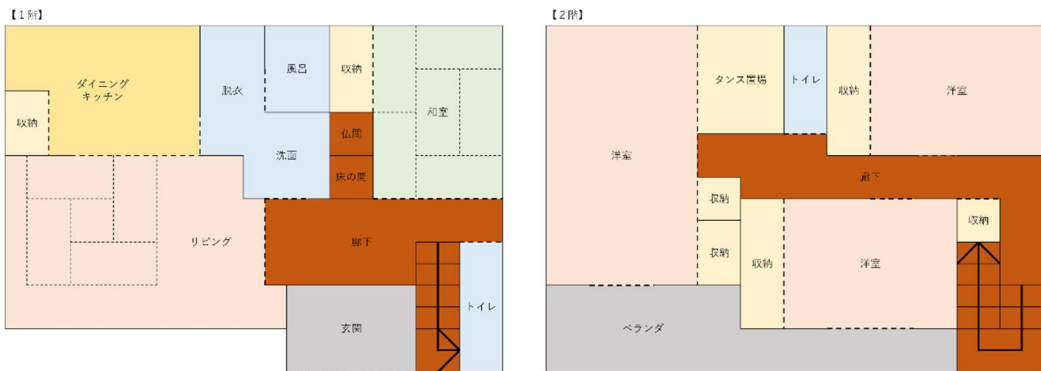 【1階】
ダイニング
キッチン
収納
脱衣
風呂
収納
和室
洗面
仏間
床の間
リビング
廊下
玄関
トイレ
【2階】
タンス置場
トイレ
収納
洋室
洋室
廊下
収納
収納
収納
洋室
収納
ベランダ